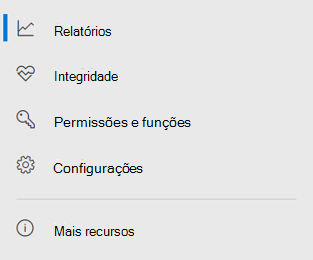 Relatórios
Integridade
Permissões e funções
Configurações
Mais recursos